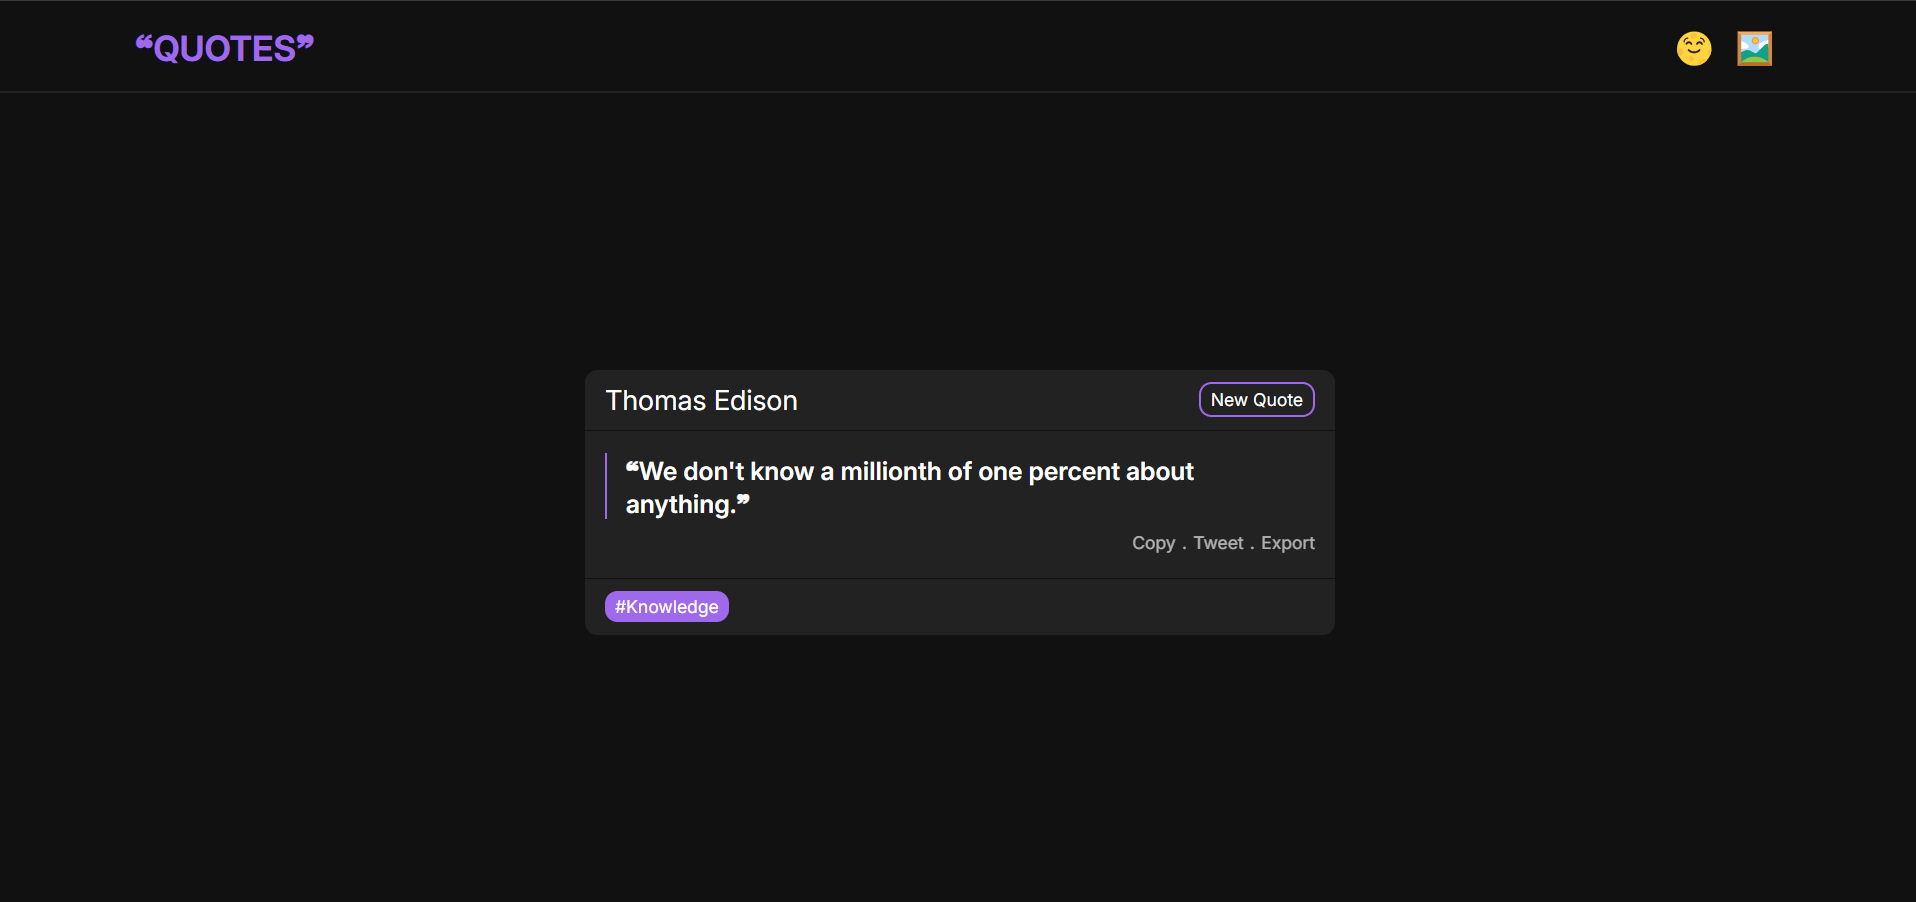 ❝QUOTES❞
Thomas Edison
New Quote
❝We don't know a millionth of one percent about
anything.❞
Copy . Tweet . Export
#Knowledge